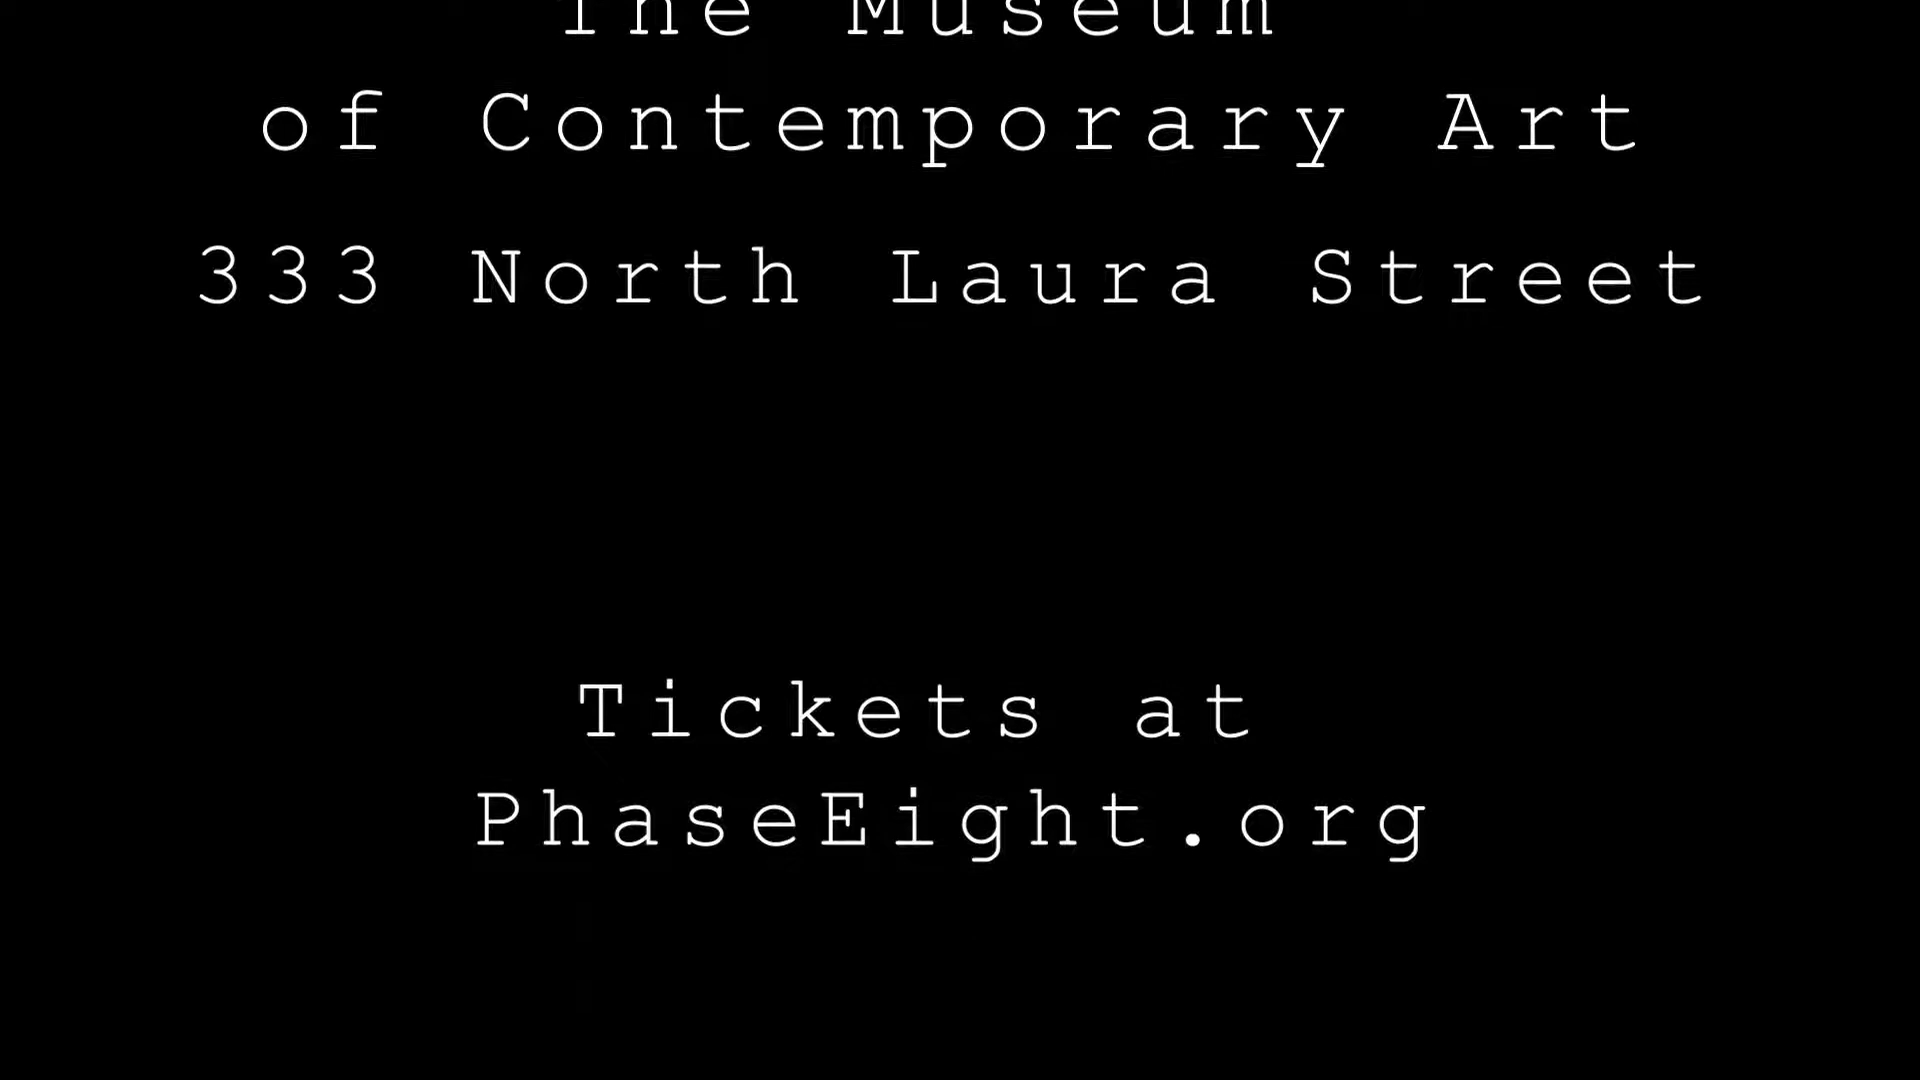 The Museum
of Contemporary Art
333 North Laura Street
Tickets at
PhaseEight.org